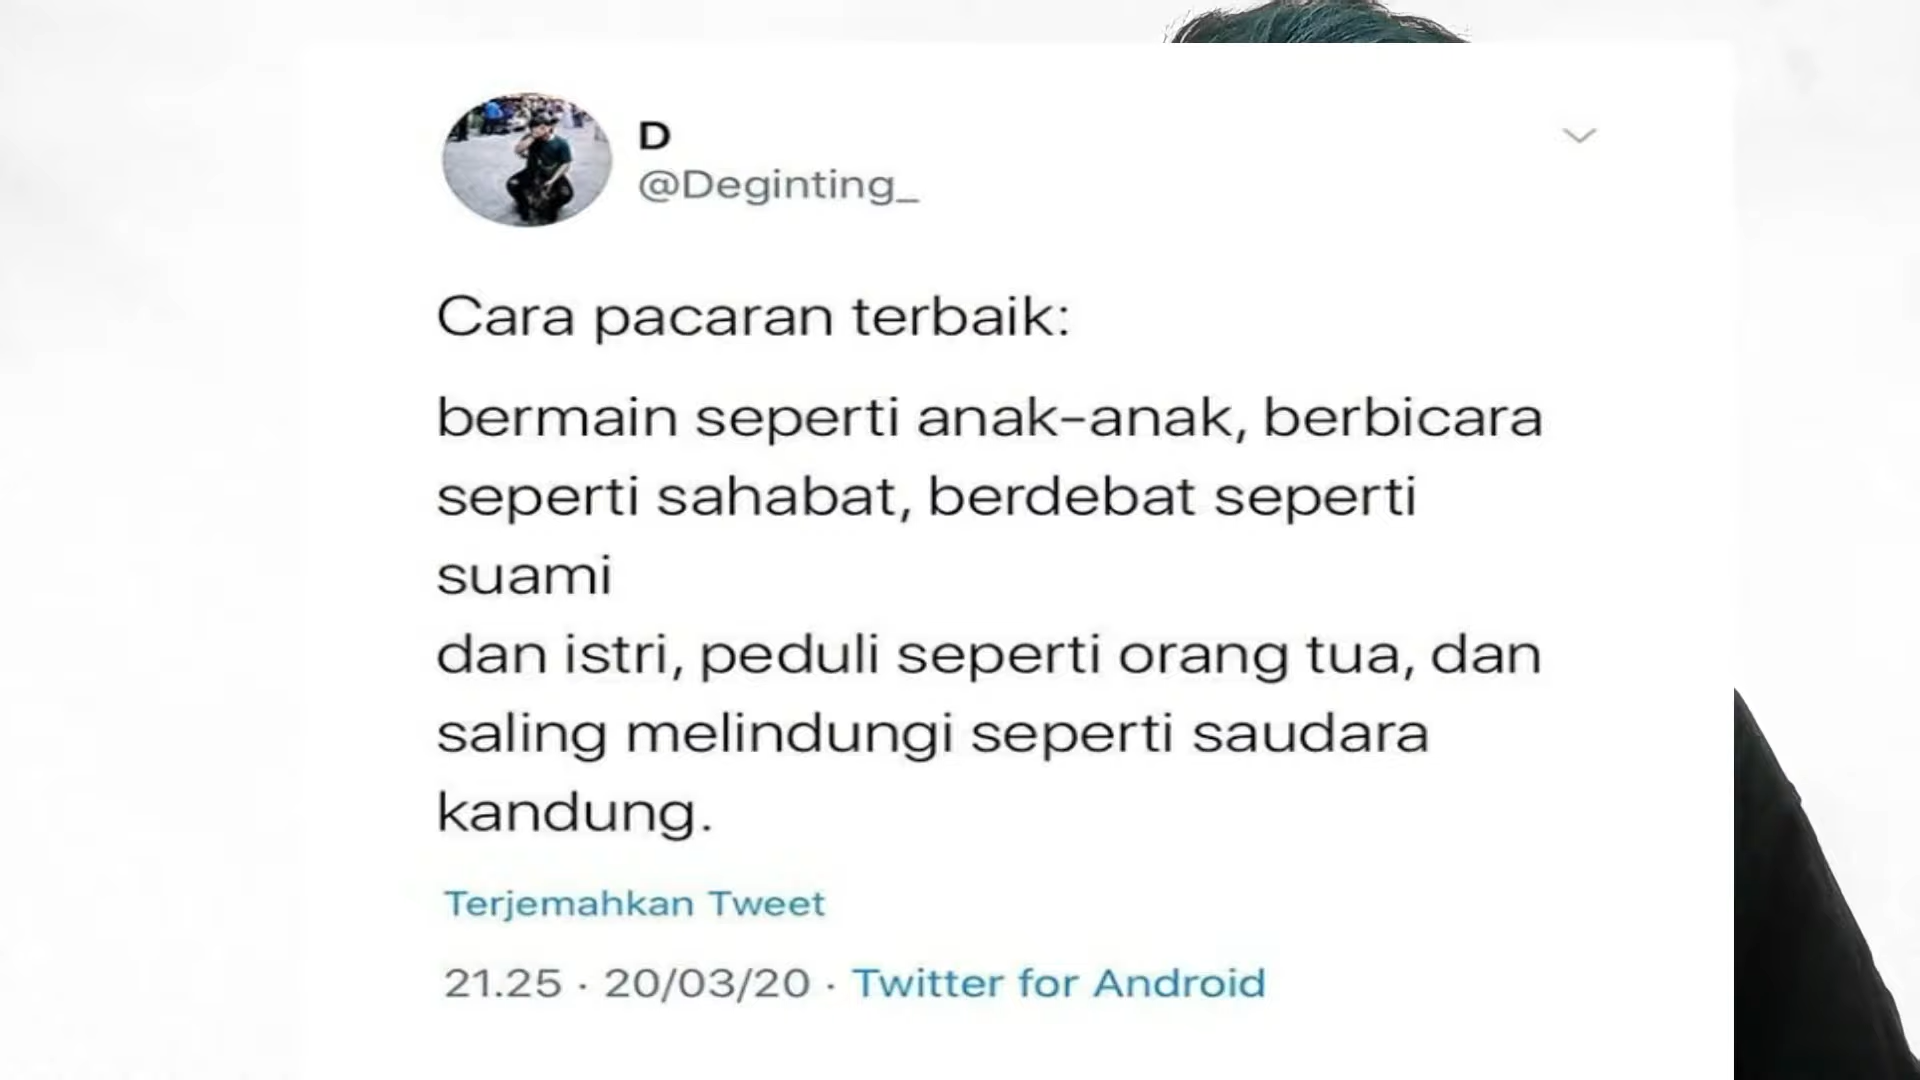 D
@Deginting_
Cara pacaran terbaik:
bermain seperti anak-anak, berbicara
seperti sahabat, berdebat seperti
suami
dan istri, peduli seperti orang tua, dan
saling melindungi seperti saudara
kandung.
Terjemahkan Tweet
21.25 · 20/03/20 · Twitter for Android